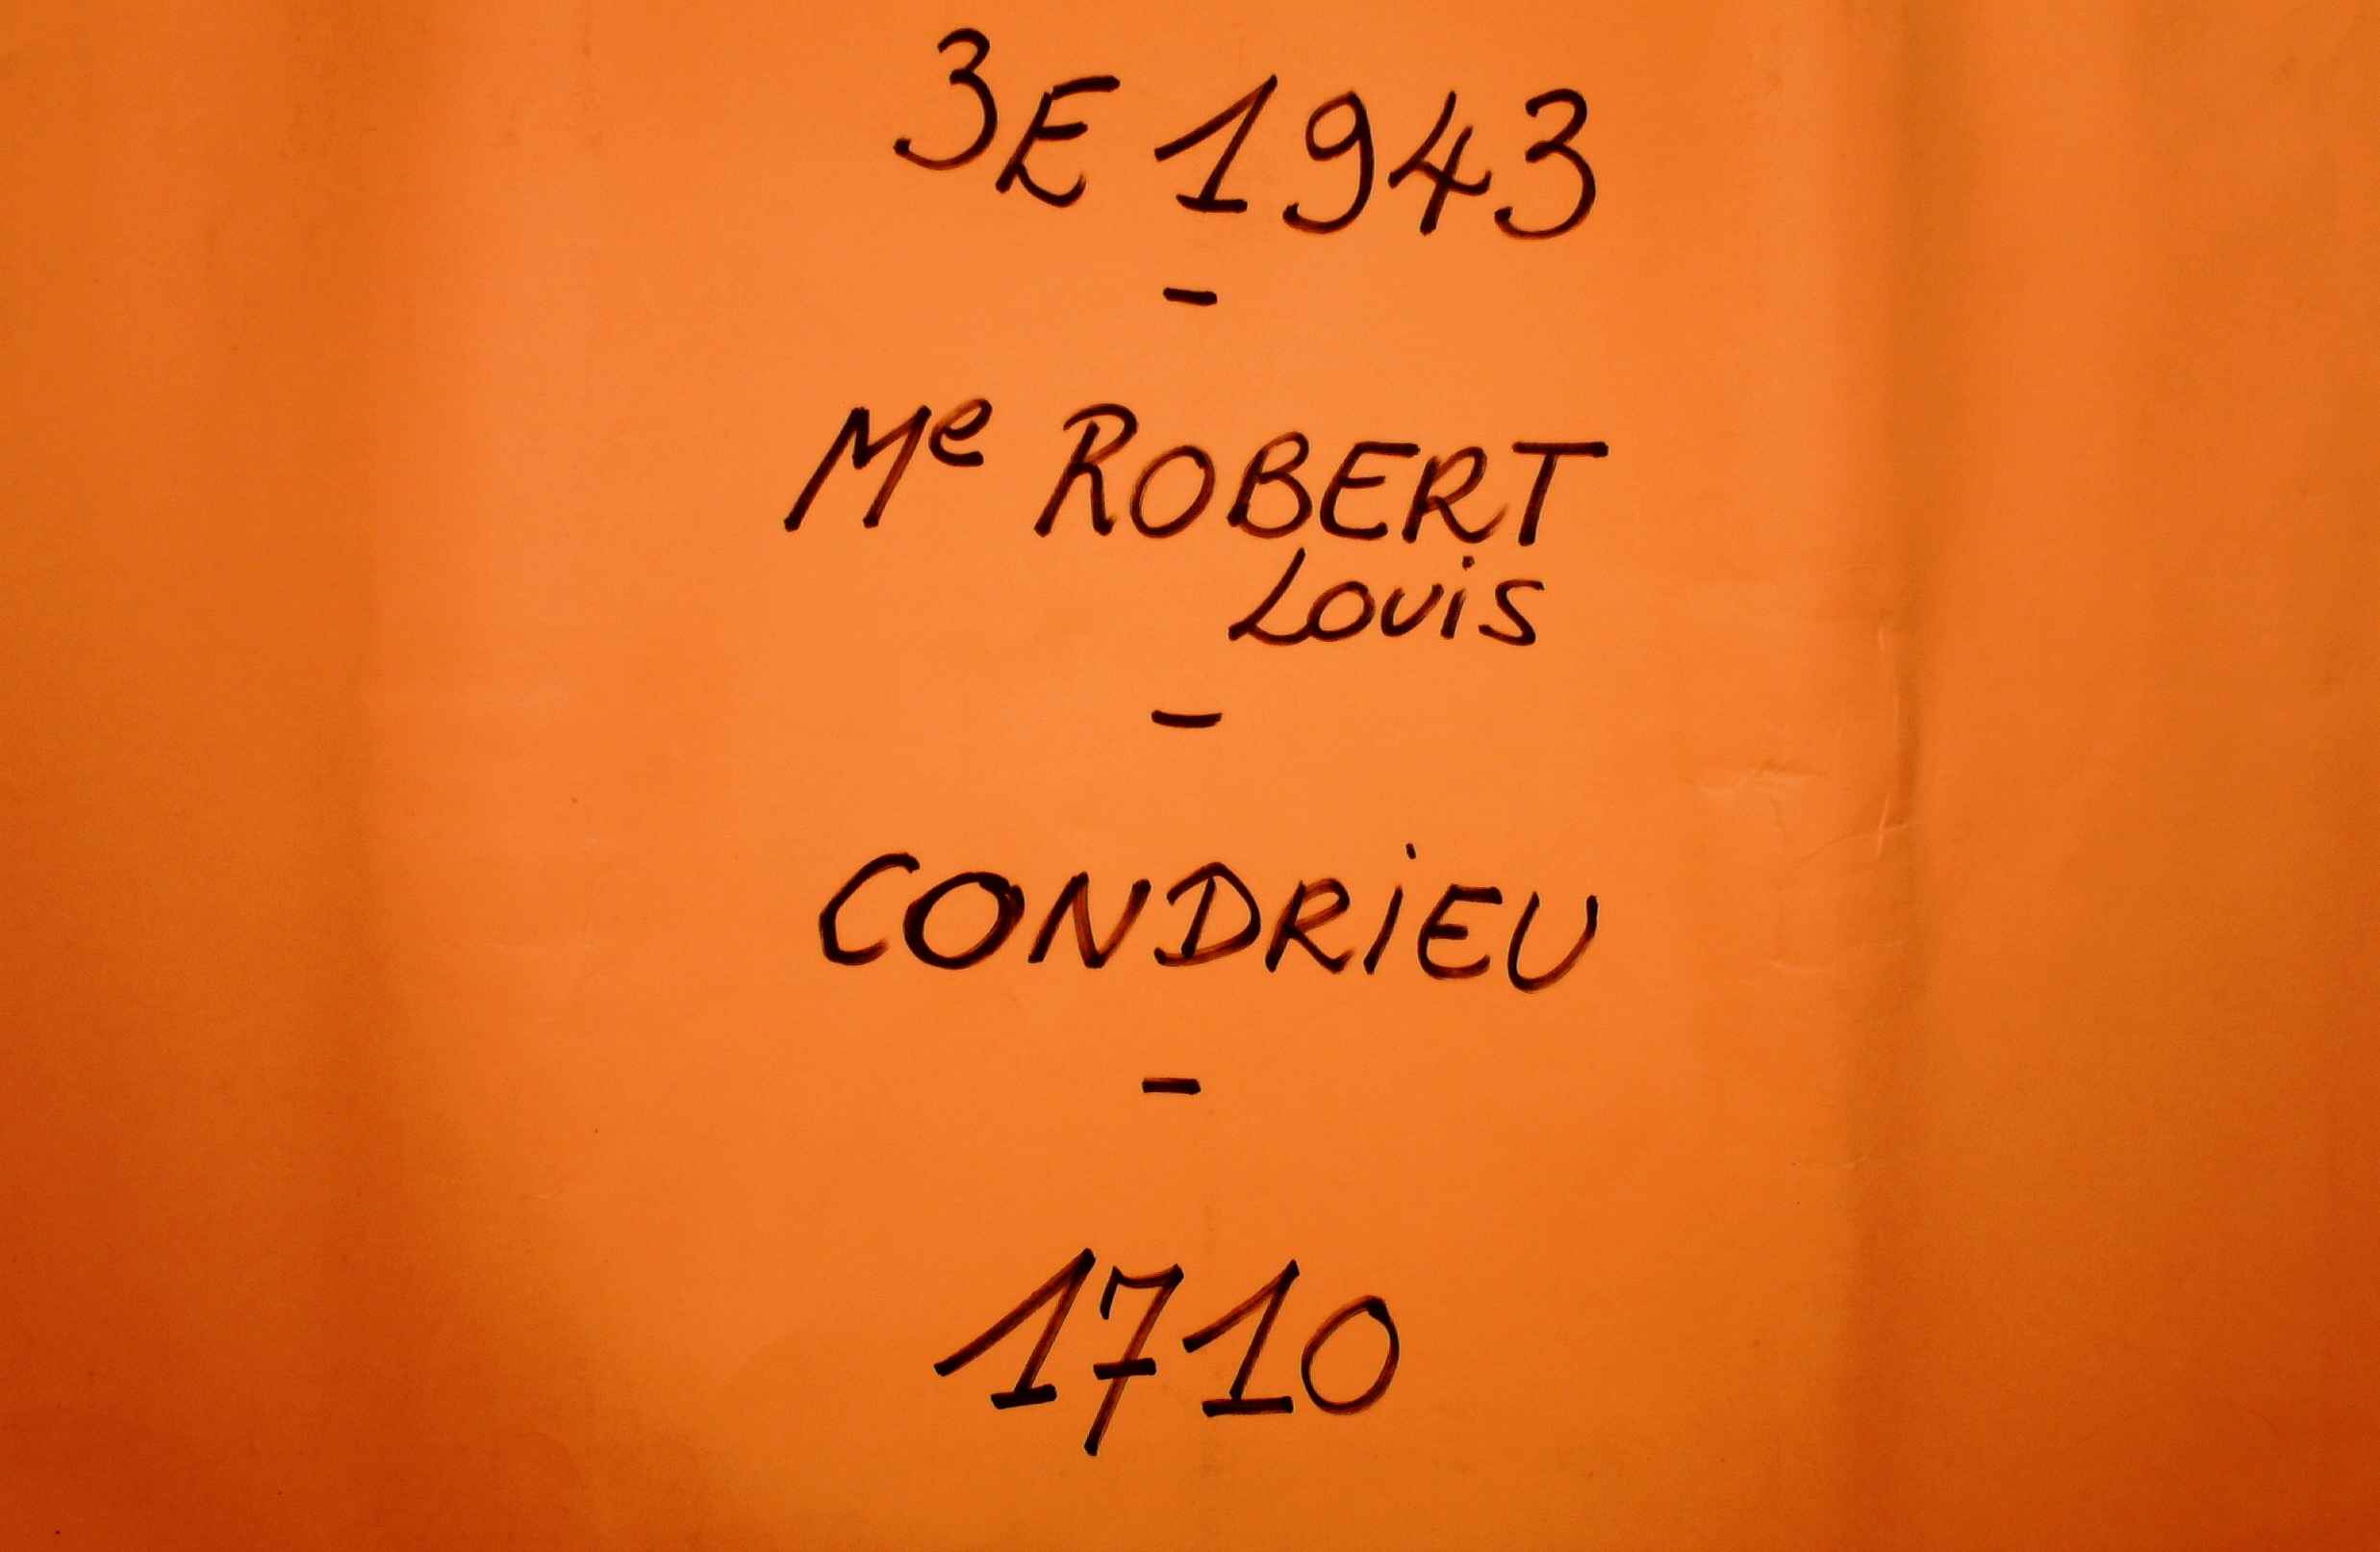 3E 1943
-
Me ROBERT
Louis
-
CONDRiEU
-
1710